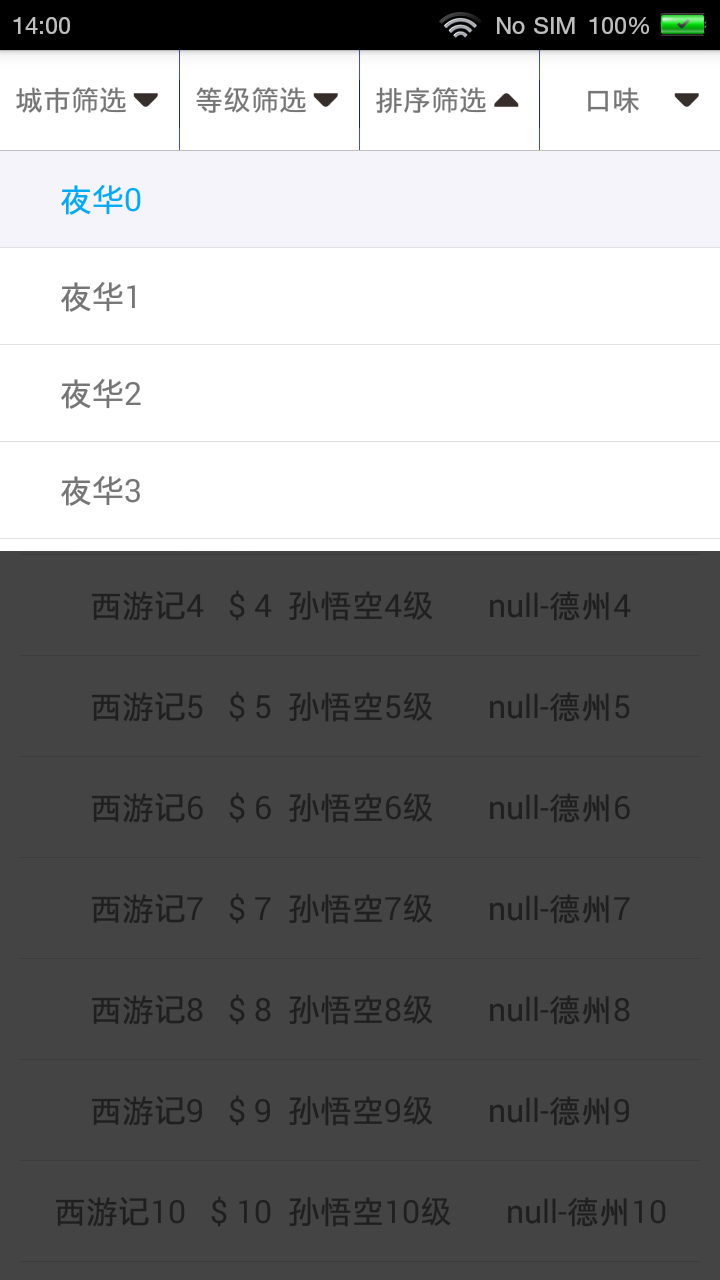 14:00 No SIM 100%
城市筛选 等级筛选 排序筛选 口味
夜华0
夜华1
夜华2
夜华3
西游记4 $ 4 孙悟空4级 null-德州4
西游记5 $ 5 孙悟空5级 null-德州5
西游记6 $ 6 孙悟空6级 null-德州6
西游记7 $ 7 孙悟空7级 null-德州7
西游记8 $ 8 孙悟空8级 null-德州8
西游记9 $ 9 孙悟空9级 null-德州9
西游记10 $ 10 孙悟空10级 null-德州10